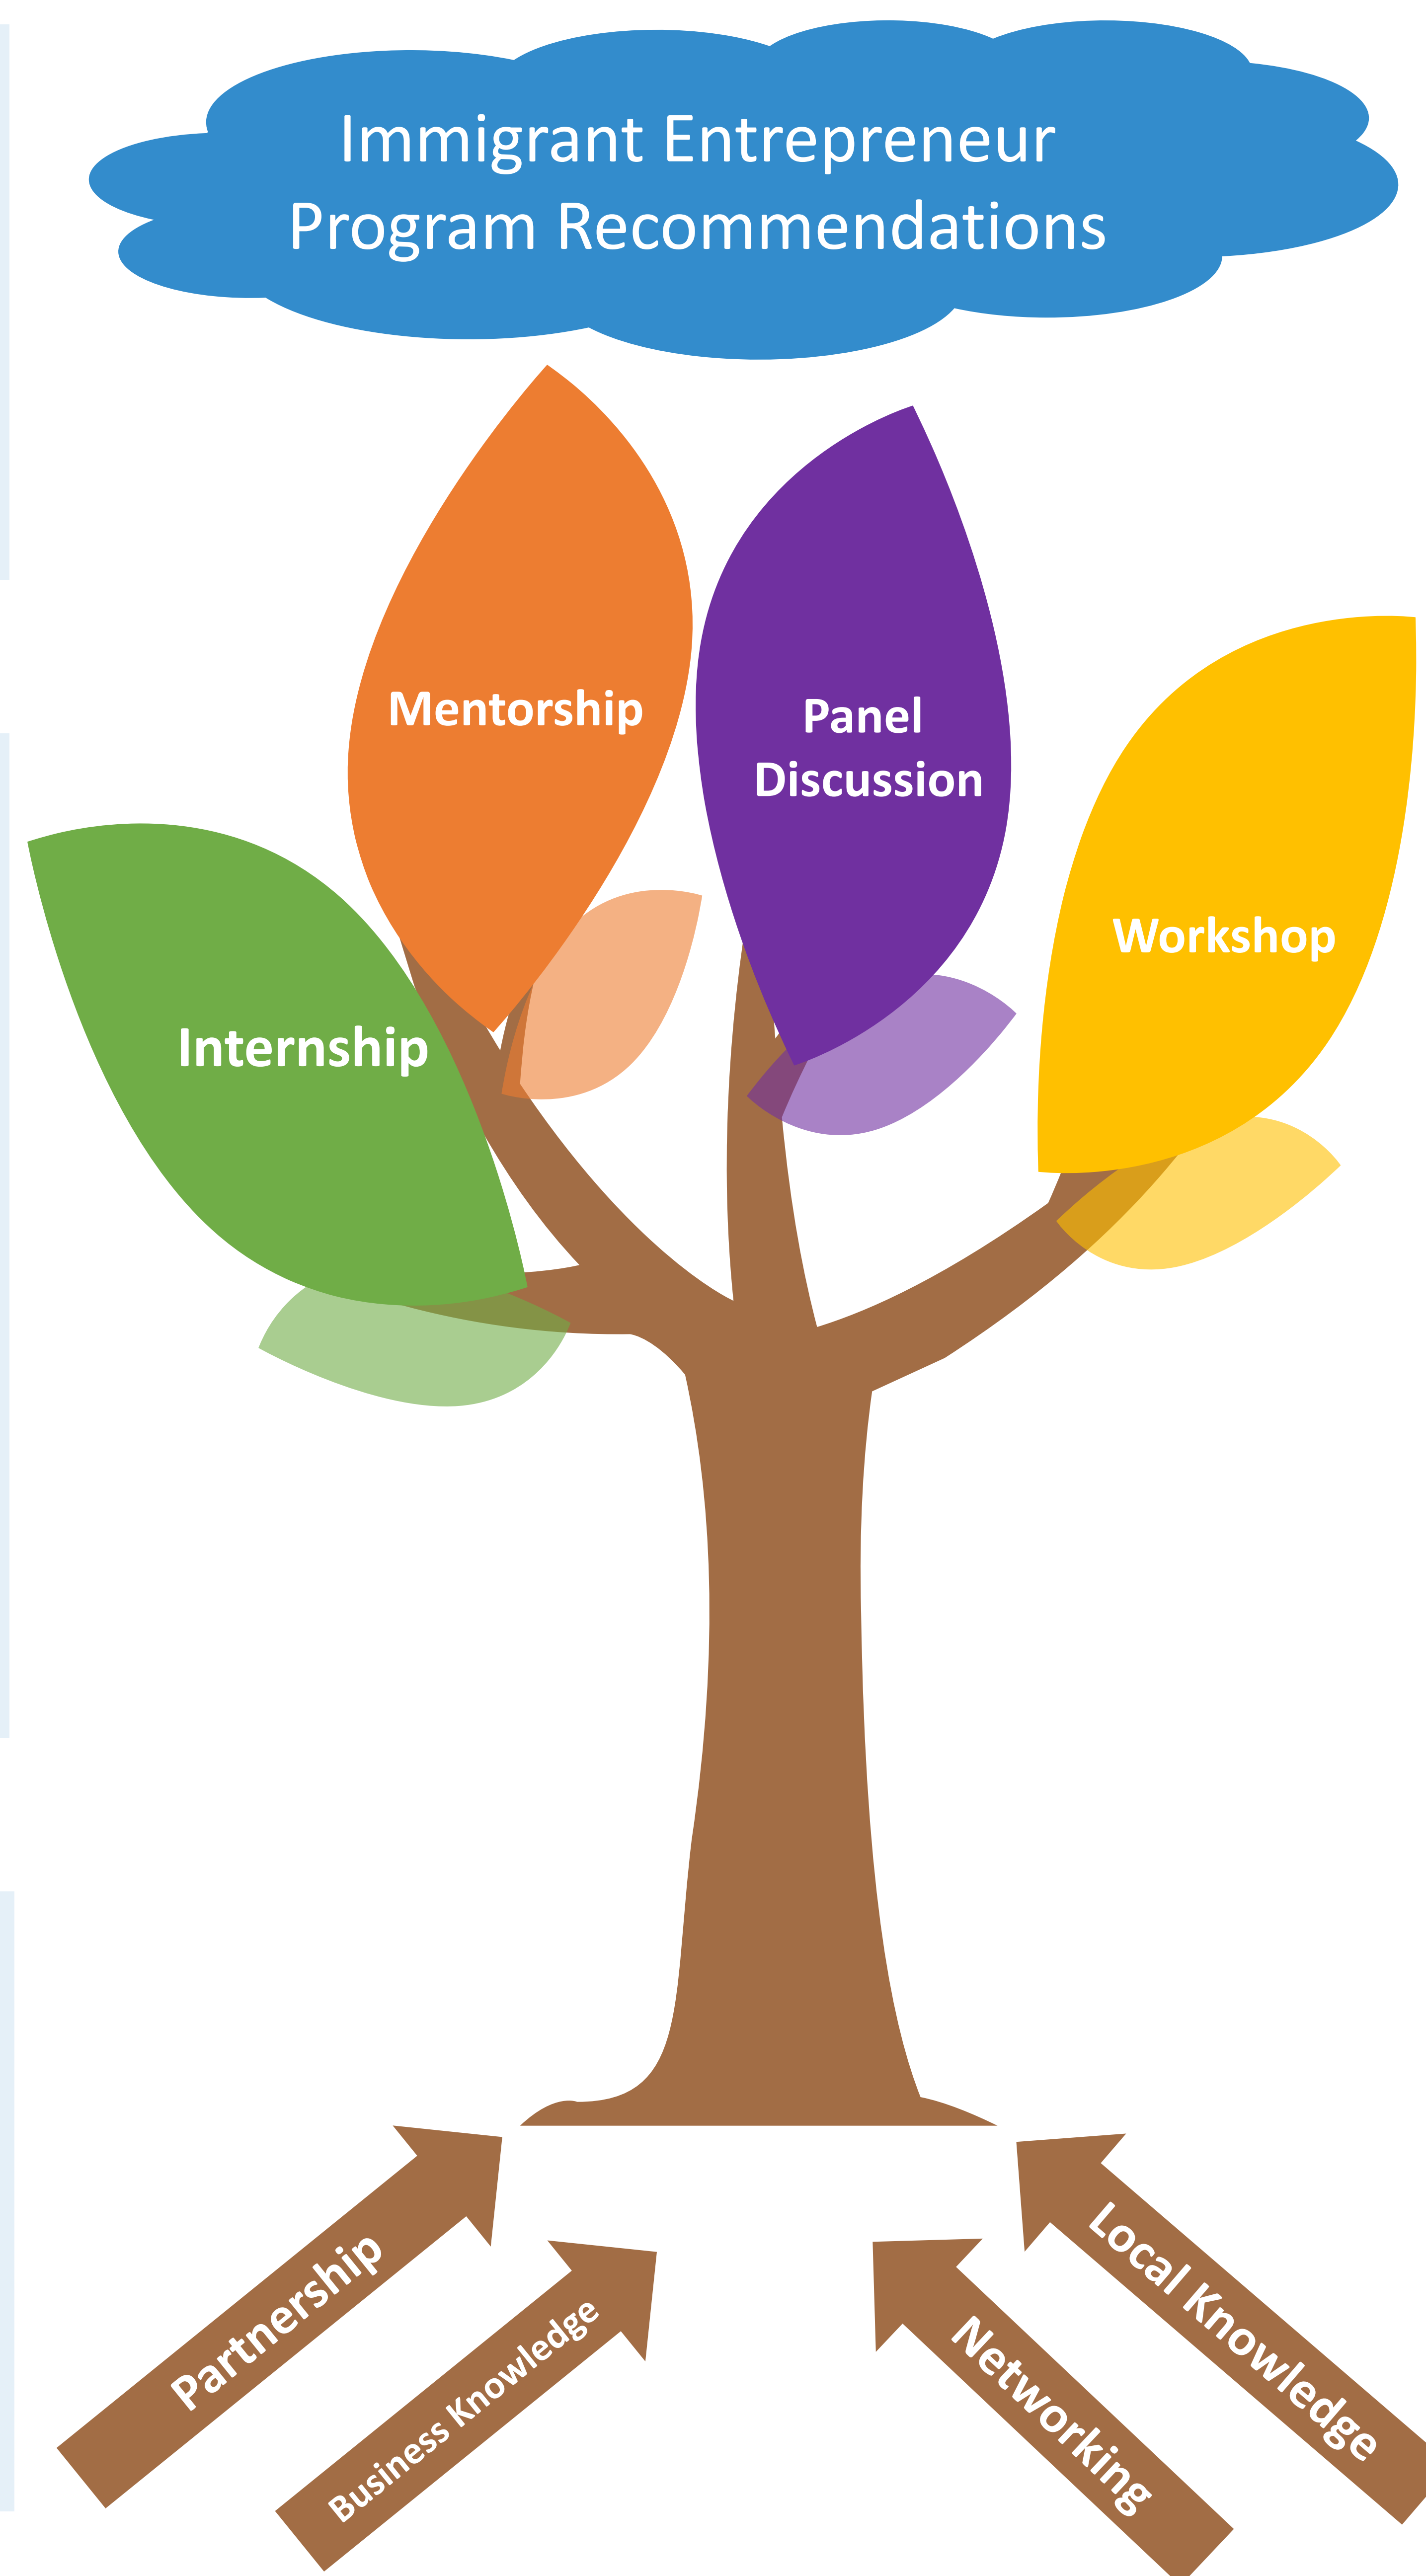 Immigrant Entrepreneur
Program Recommendations
Mentorship
Panel
Discussion
Workshop
Internship
Partnership
Business Knowledge
Networking
Local Knowledge